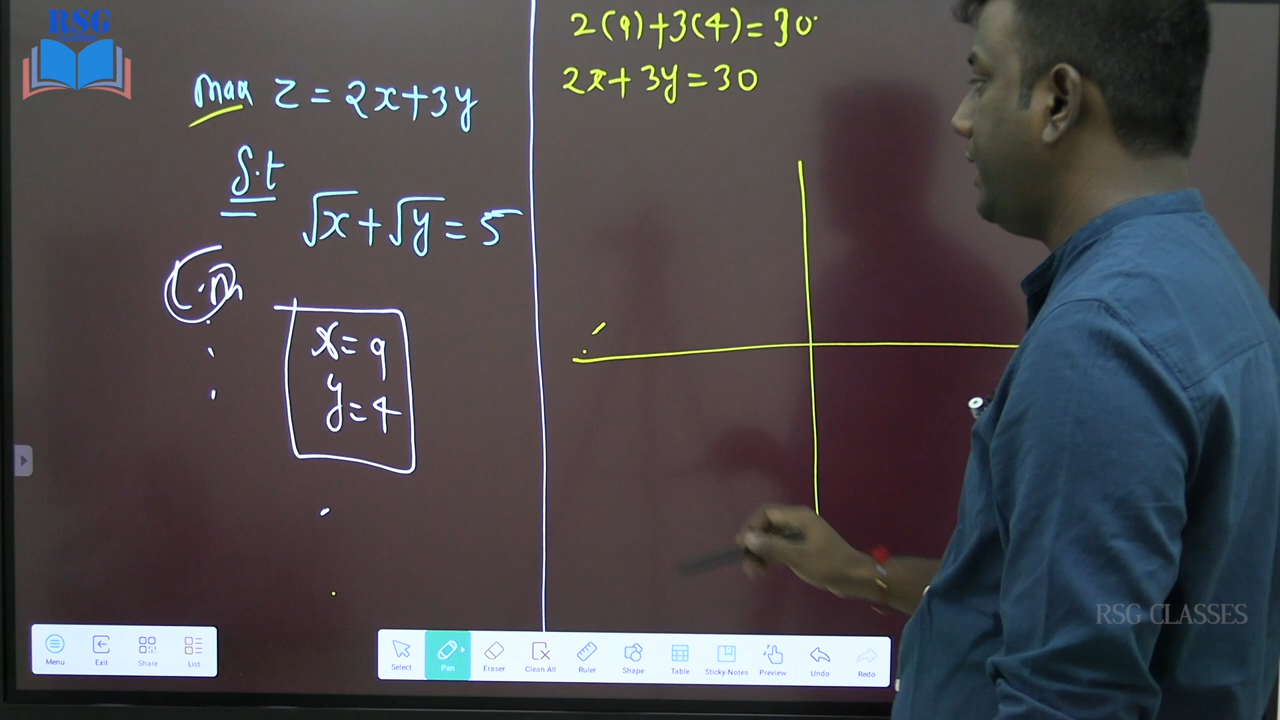 RSG
max z = 2x+3y
S.t
√x + √y = 5
x = 9
y = 4
2(9)+3(4)=30
2x+3y=30
RSG CLASSES
Menu Exit Share List
Select Pen Eraser Clean All Ruler Shape Table Sticky Notes Preview Undo Redo